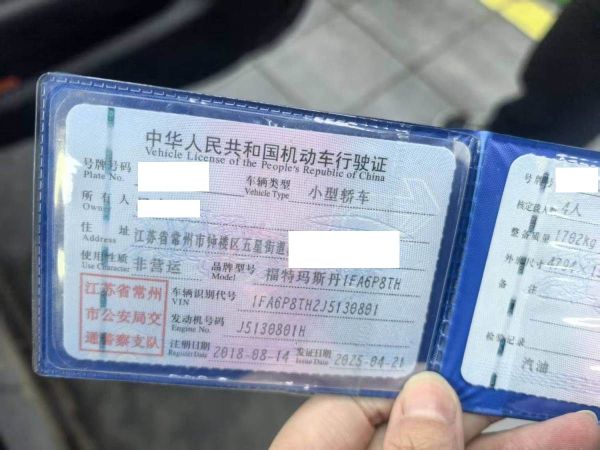 中华人民共和国机动车行驶证
Vehicle License of the People's Republic of China
号牌号码
Plate No.
车辆类型 小型轿车
Vehicle Type
所有人
Owner
住址 江苏省常州市钟楼区五星街道
Address
使用性质 非营运
Use Character
品牌型号 福特玛斯丹1FA6P8TH
Model
江苏省常州
市公安局交
通警察支队
车辆识别代号 1FA6P8TH2J5130801
VIN
发动机号码 J5130801H
Engine No.
注册日期 2018-08-14
Register Date
发证日期 2025-04-21
Issue Date
号牌号
核定载人数 4人
整备质量 1762kg
外廓尺寸
备注
检验记录
汽油